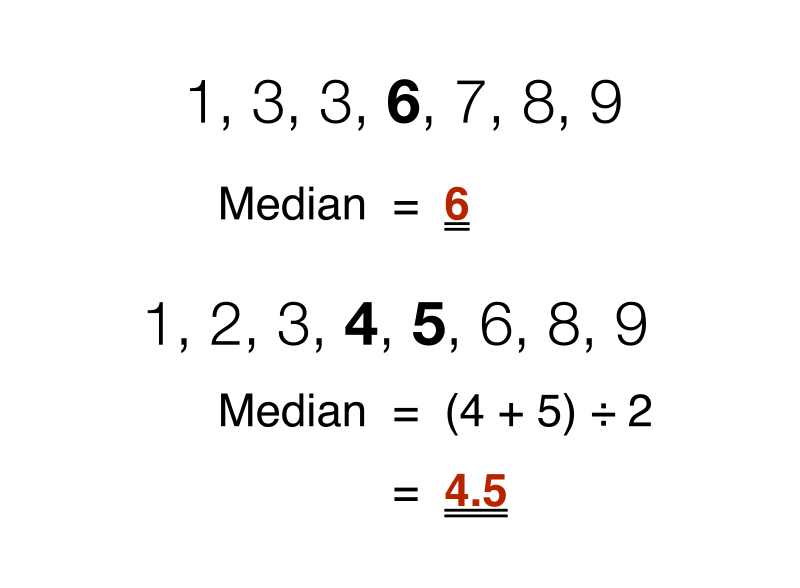 1, 3, 3, 6, 7, 8, 9
Median = 6
1, 2, 3, 4, 5, 6, 8, 9
Median = (4 + 5) ÷ 2
= 4.5